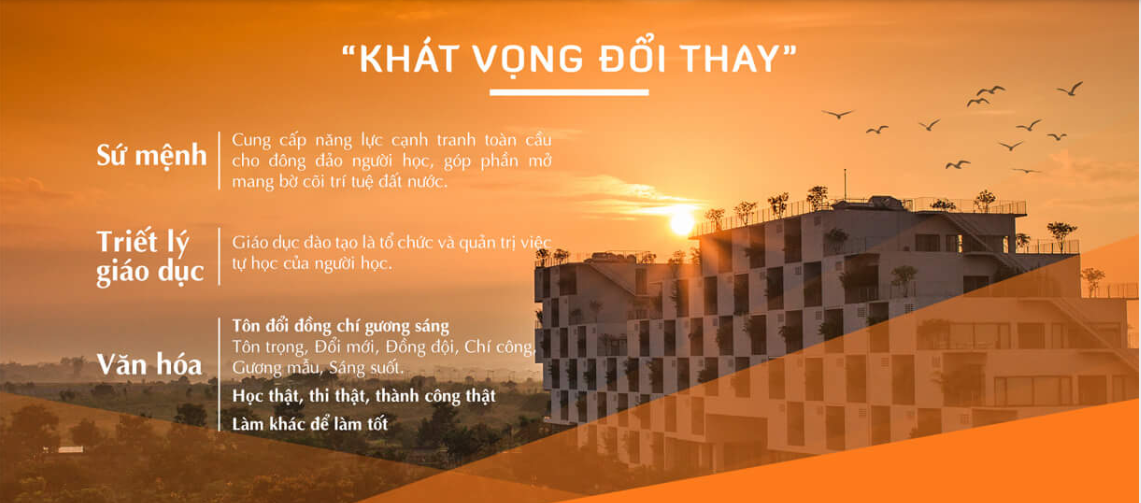 “KHÁT VỌNG ĐỔI THAY”
Sứ mệnh
Cung cấp năng lực cạnh tranh toàn cầu
cho đông đảo người học, góp phần mở
mang bờ cõi trí tuệ đất nước.
Triết lý
giáo dục
Giáo dục đào tạo là tổ chức và quản trị việc
tự học của người học.
Văn hóa
Tôn đổi đồng chí gương sáng
Tôn trọng, Đổi mới, Đồng đội, Chí công,
Gương mẫu, Sáng suốt.
Học thật, thi thật, thành công thật
Làm khác để làm tốt